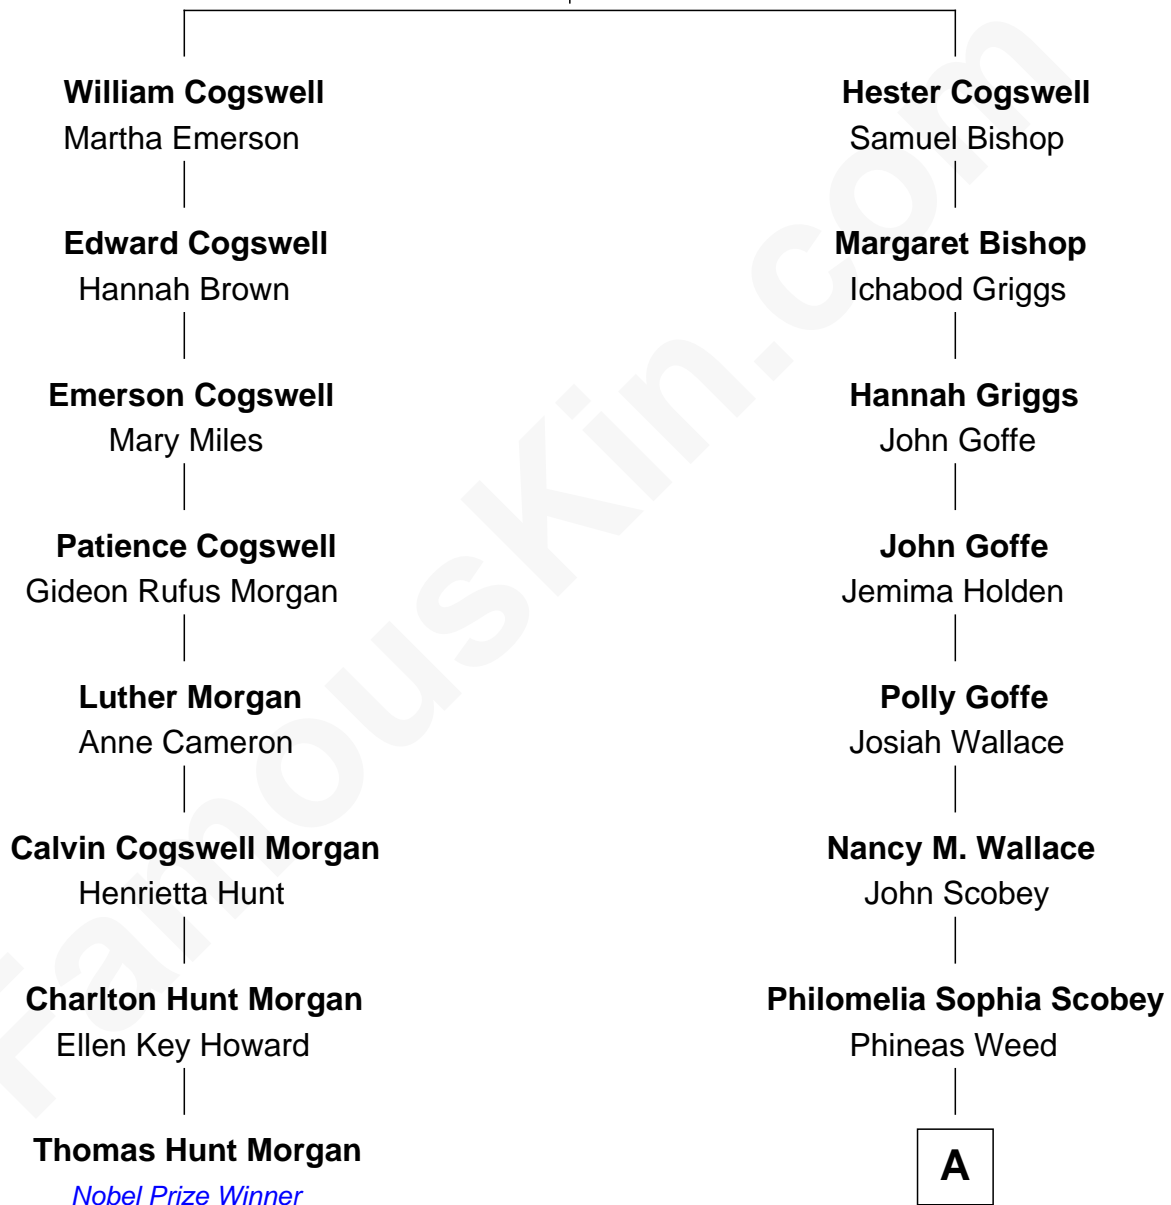 William Cogswell
Martha Emerson
Edward Cogswell
Hannah Brown
Emerson Cogswell
Mary Miles
Patience Cogswell
Gideon Rufus Morgan
Luther Morgan
Anne Cameron
Calvin Cogswell Morgan
Henrietta Hunt
Charlton Hunt Morgan
Ellen Key Howard
Thomas Hunt Morgan
Nobel Prize Winner
Hester Cogswell
Samuel Bishop
Margaret Bishop
Ichabod Griggs
Hannah Griggs
John Goffe
John Goffe
Jemima Holden
Polly Goffe
Josiah Wallace
Nancy M. Wallace
John Scobey
Philomelia Sophia Scobey
Phineas Weed
A
FamousKin.com